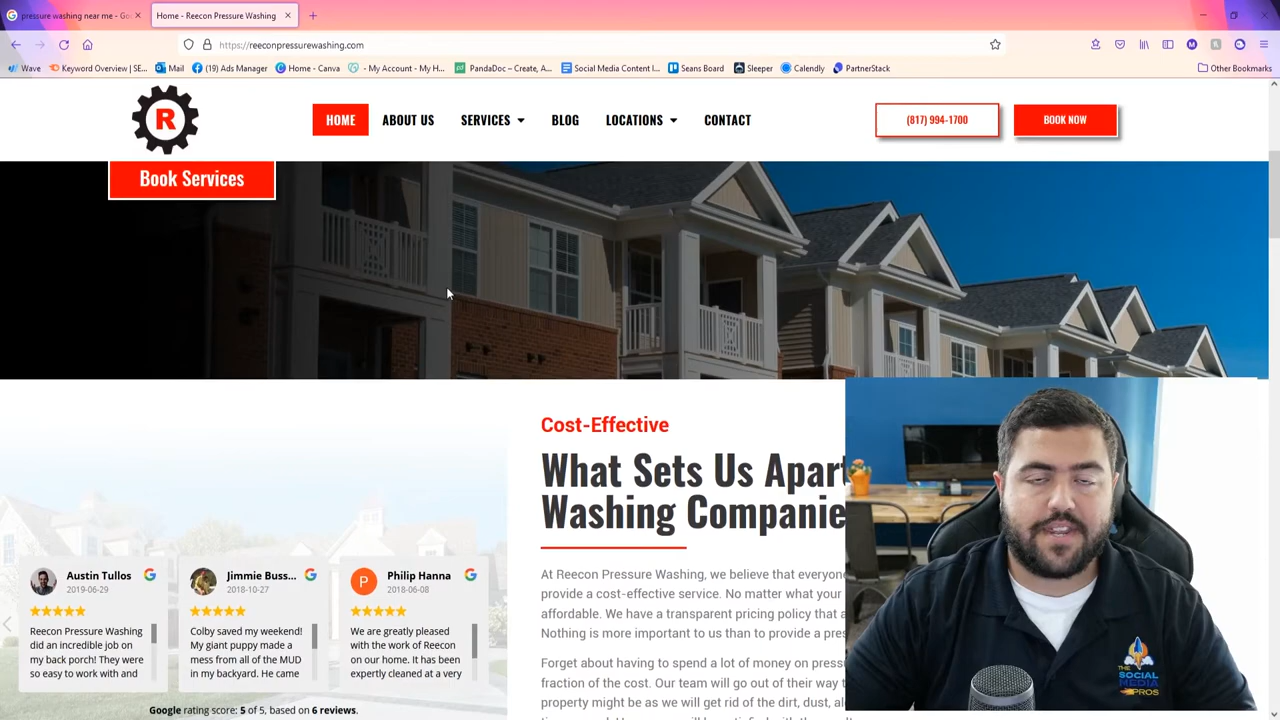 pressure washing near me - Go
Home - Reecon Pressure Washing
https://reeconpressurewashing.com
Wave
Keyword Overview | SE...
Mail
(19) Ads Manager
Home - Canva
- My Account - My H...
PandaDoc – Create, A...
Social Media Content I...
Seans Board
Sleeper
Calendly
PartnerStack
Other Bookmarks
R
HOME
ABOUT US
SERVICES
BLOG
LOCATIONS
CONTACT
(817) 994-1700
BOOK NOW
Book Services
Cost-Effective
What Sets Us Apart
Washing Companie
At Reecon Pressure Washing, we believe that everyone
provide a cost-effective service. No matter what your
affordable. We have a transparent pricing policy that a
Nothing is more important to us than to provide a pres
Forget about having to spend a lot of money on press
fraction of the cost. Our team will go out of their way t
property might be as we will get rid of the dirt, dust, al
Austin Tullos
2019-06-29
Reecon Pressure Washing
did an incredible job on
my back porch! They were
so easy to work with and
Jimmie Buss...
2018-10-27
Colby saved my weekend!
My giant puppy made a
mess from all of the MUD
in my backyard. He came
P
Philip Hanna
2018-06-08
We are greatly pleased
with the work of Reecon
on our home. It has been
expertly cleaned at a very
Google rating score: 5 of 5, based on 6 reviews.
THE
SOCIAL
MEDIA
PROS